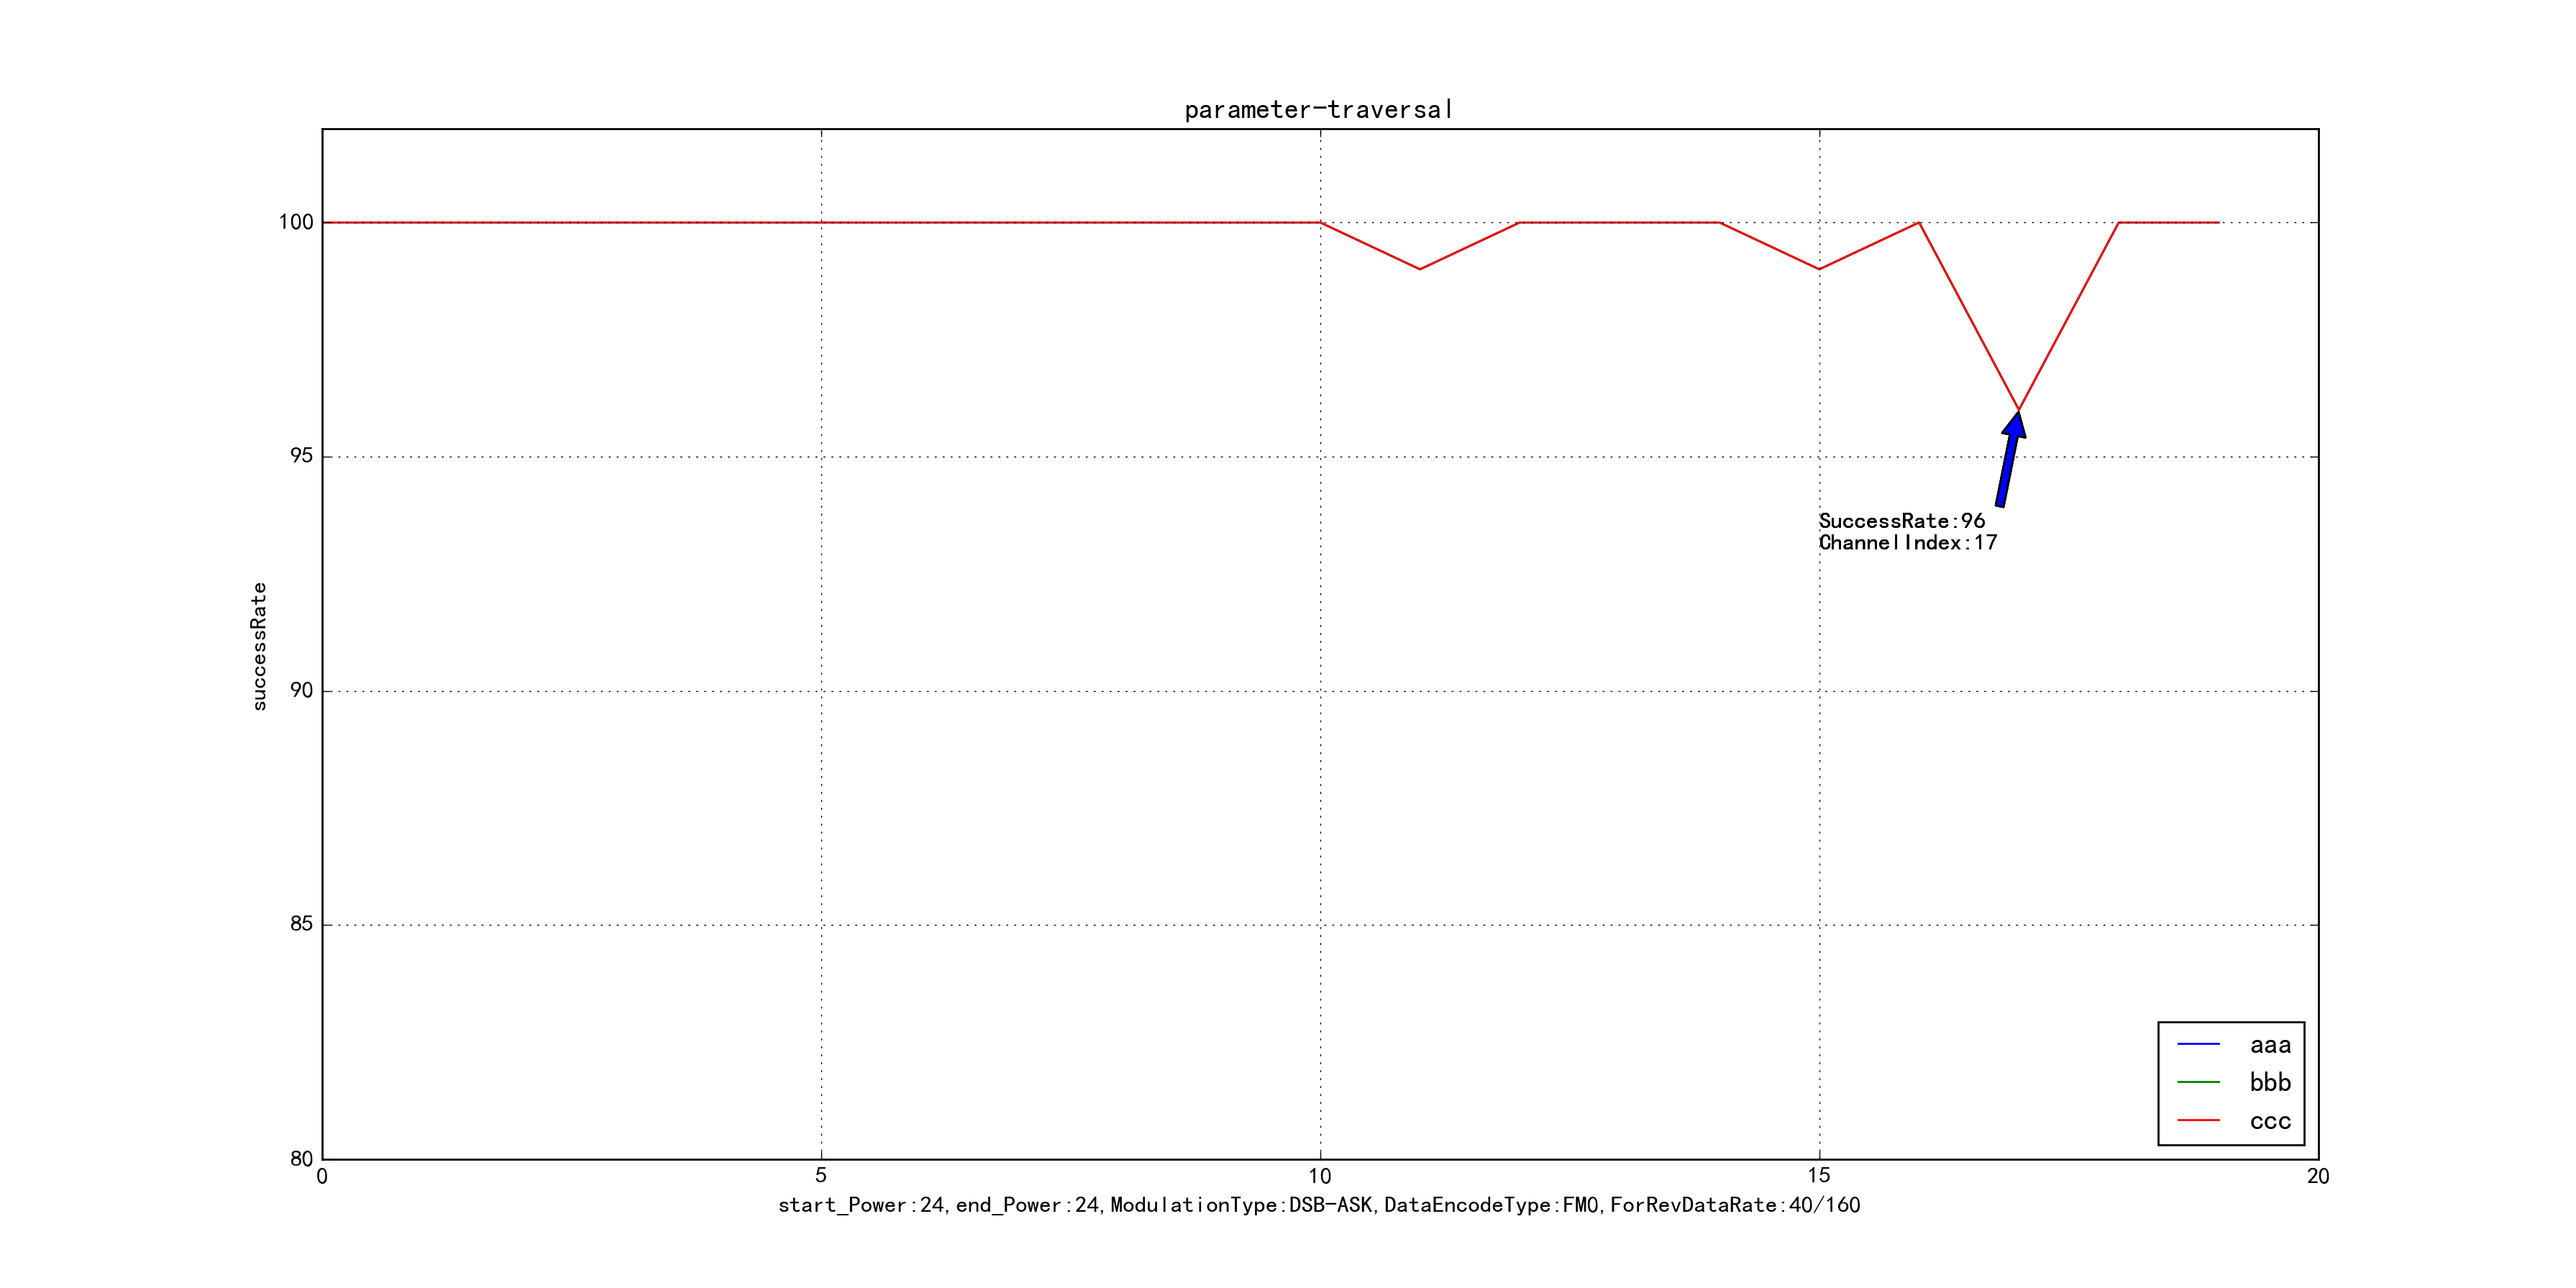 parameter-traversal
100
95
90
85
80
successRate
SuccessRate:96
ChannelIndex:17
aaa
bbb
ccc
0 5 10 15 20
start_Power:24,end_Power:24,ModulationType:DSB-ASK,DataEncodeType:FM0,ForRevDataRate:40/160